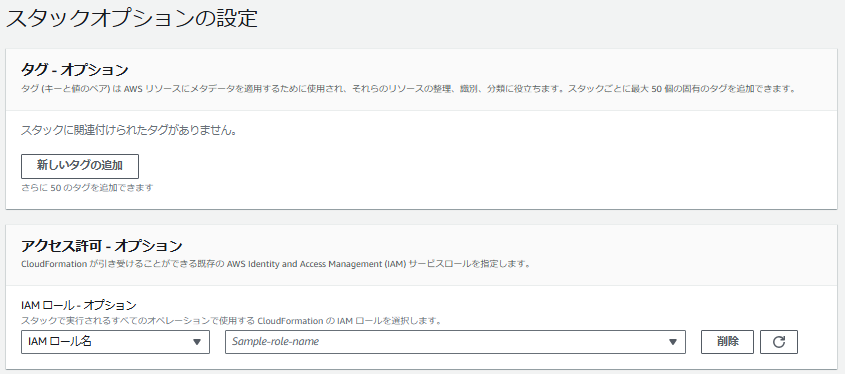 スタックオプションの設定
タグ - オプション
タグ (キーと値のペア) は AWS リソースにメタデータを適用するために使用され、それらのリソースの整理、識別、分類に役立ちます。スタックごとに最大 50 個の固有のタグを追加できます。
スタックに関連付けられたタグがありません。
新しいタグの追加
さらに 50 のタグを追加できます
アクセス許可 - オプション
CloudFormation が引き受けることができる既存の AWS Identity and Access Management (IAM) サービスロールを指定します。
IAM ロール - オプション
スタックで実行されるすべてのオペレーションで使用する CloudFormation の IAM ロールを選択します。
IAM ロール名 Sample-role-name 削除